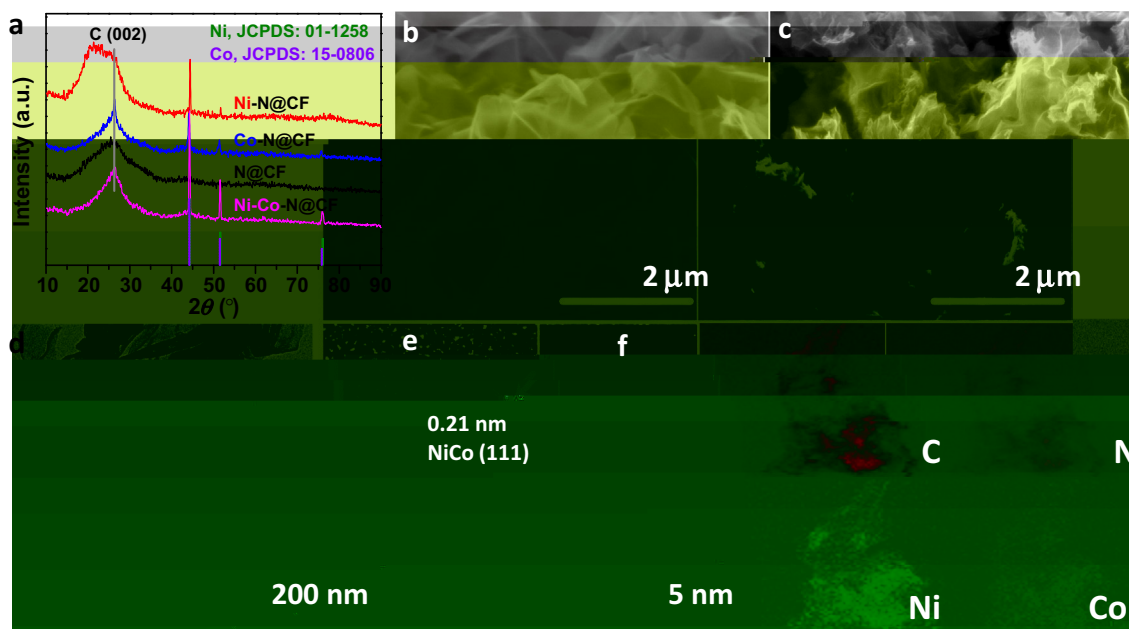 a
C (002)
Ni, JCPDS: 01-1258
Co, JCPDS: 15-0806
Ni-N@CF
Co-N@CF
N@CF
Ni-Co-N@CF
Intensity (a.u.)
10 20 30 40 50 60 70 80 90
2θ (°)
b
2 μm
c
2 μm
d
200 nm
e
0.21 nm
NiCo (111)
5 nm
f
C
N
Ni
Co